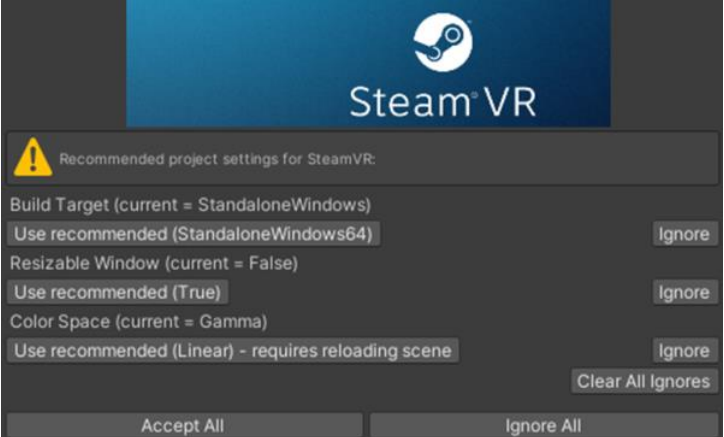 Steam®VR
Recommended project settings for SteamVR:
Build Target (current = StandaloneWindows)
Use recommended (StandaloneWindows64) Ignore
Resizable Window (current = False)
Use recommended (True) Ignore
Color Space (current = Gamma)
Use recommended (Linear) - requires reloading scene Ignore
Clear All Ignores
Accept All Ignore All